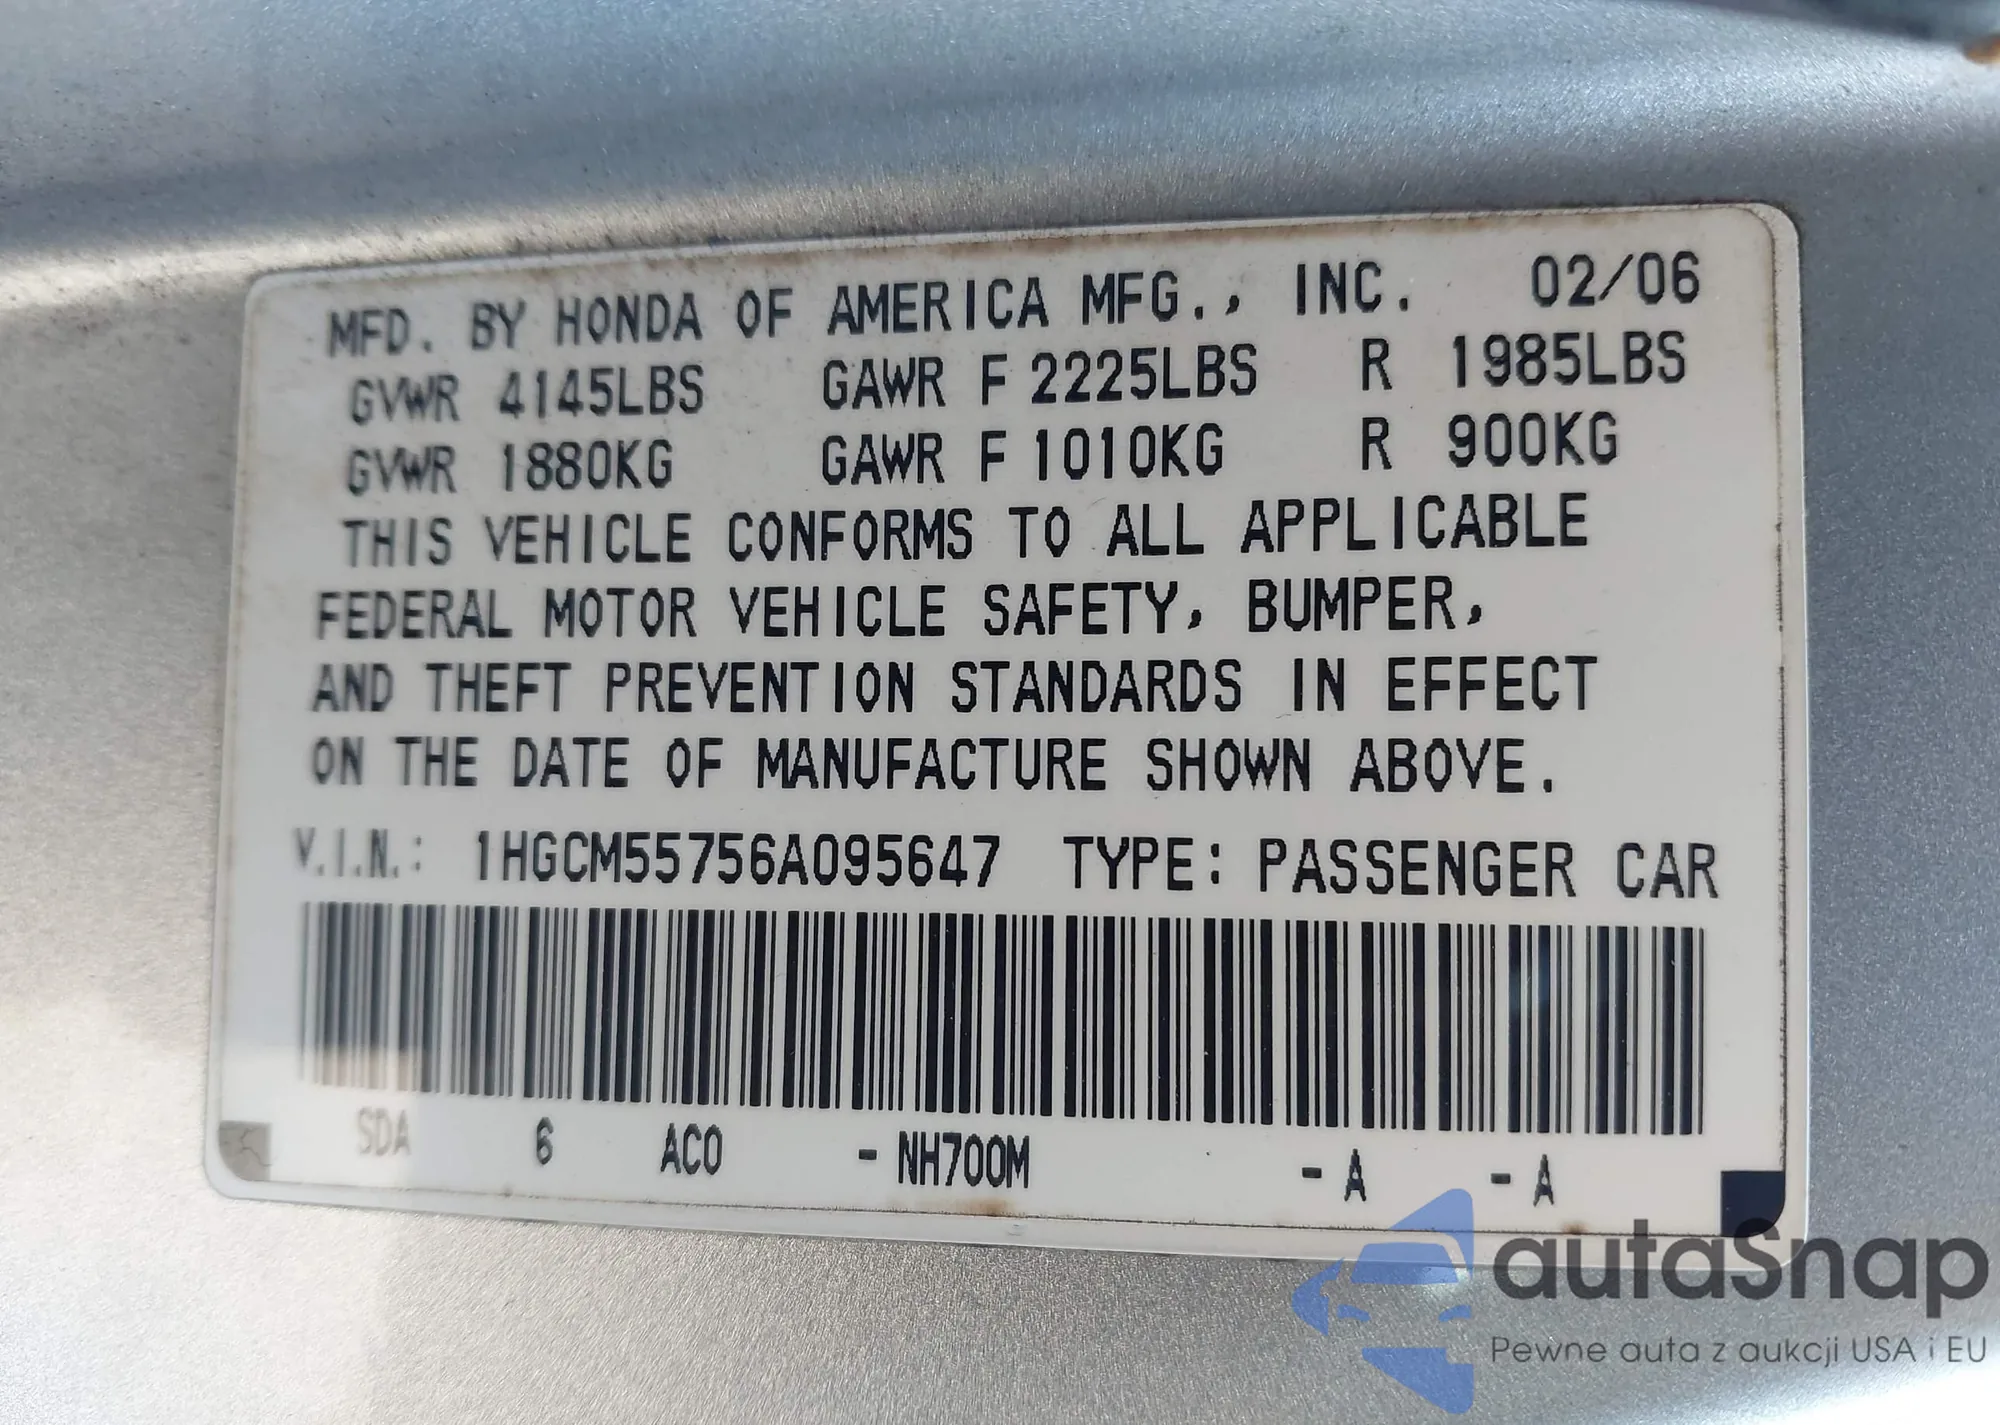 MFD. BY HONDA OF AMERICA MFG., INC. 02/06
GVWR 4145LBS GAWR F 2225LBS R 1985LBS
GVWR 1880KG GAWR F 1010KG R 900KG
THIS VEHICLE CONFORMS TO ALL APPLICABLE
FEDERAL MOTOR VEHICLE SAFETY, BUMPER,
AND THEFT PREVENTION STANDARDS IN EFFECT
ON THE DATE OF MANUFACTURE SHOWN ABOVE.
V.I.N.: 1HGCM55756A095647 TYPE: PASSENGER CAR
SDA 6 AC0 - NH700M - A - A
autaSnap
Pewne auta z aukcji USA i EU